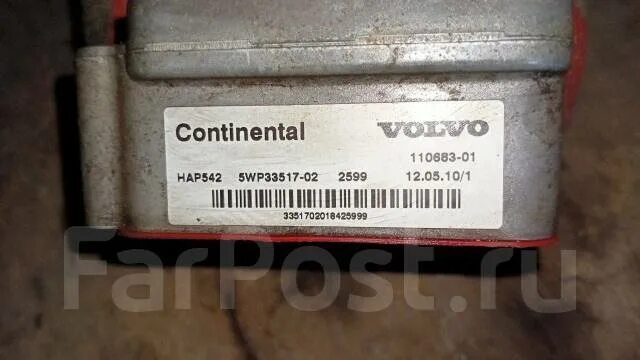 Continental VOLVO
110683-01
HAP542 5WP33517-02 2599 12.05.10/1
3351702018425999
FarPost.ru